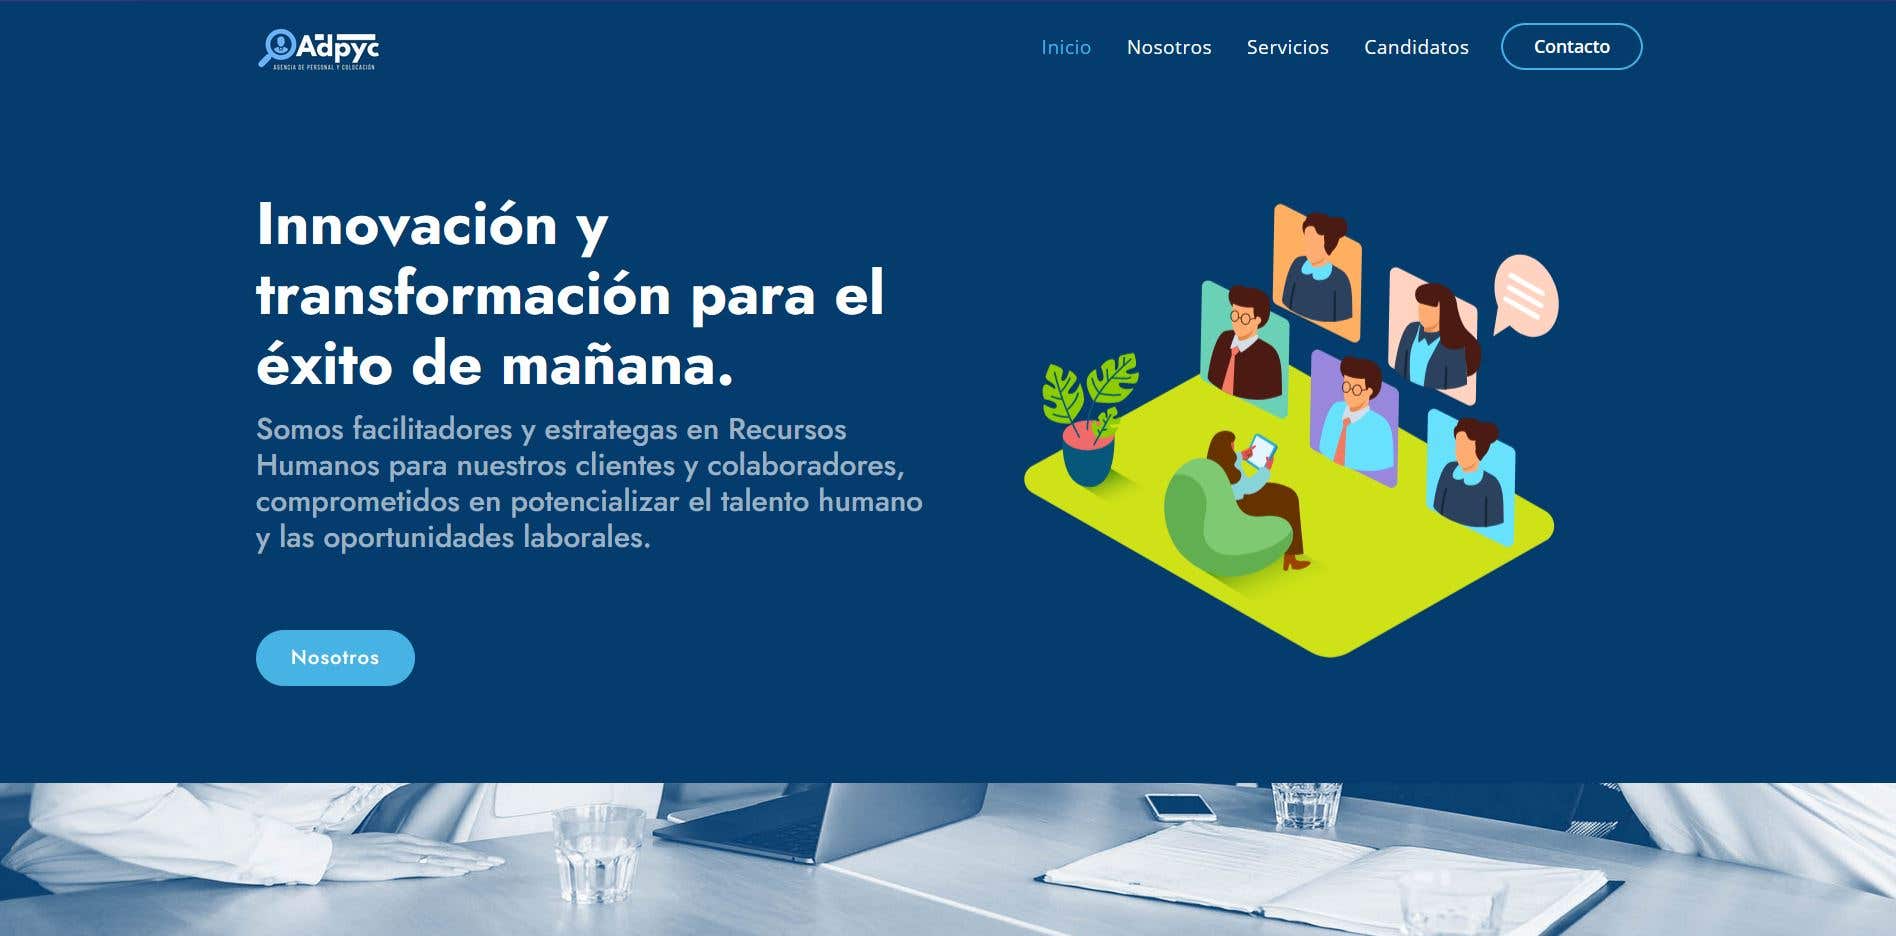 Adpyc
AGENCIA DE PERSONAL Y COLOCACIÓN
Inicio
Nosotros
Servicios
Candidatos
Contacto
Innovación y
transformación para el
éxito de mañana.
Somos facilitadores y estrategas en Recursos
Humanos para nuestros clientes y colaboradores,
comprometidos en potencializar el talento humano
y las oportunidades laborales.
Nosotros